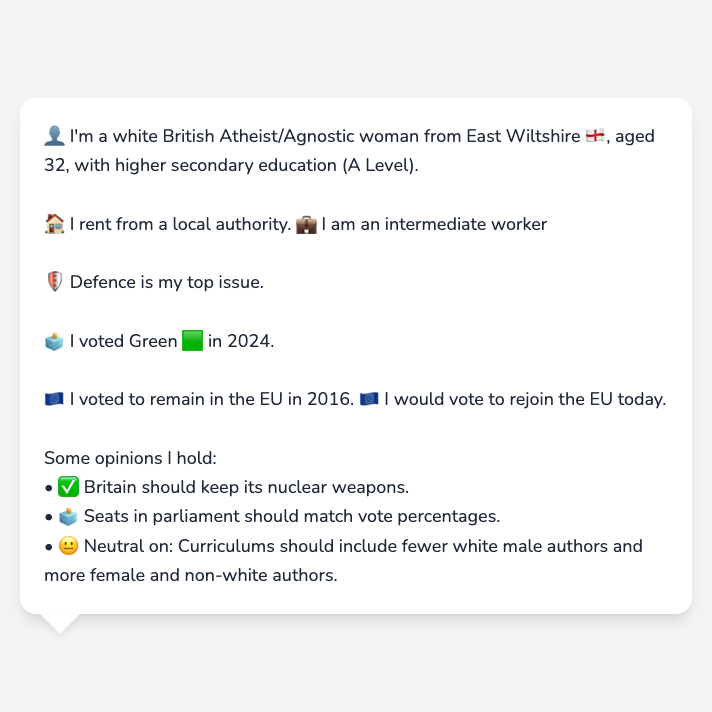 👤 I'm a white British Atheist/Agnostic woman from East Wiltshire 🏴󠁧󠁢󠁥󠁮󠁧󠁿, aged
32, with higher secondary education (A Level).
🏠 I rent from a local authority. 💼 I am an intermediate worker
🛡️ Defence is my top issue.
🗳️ I voted Green 🟩 in 2024.
🇪🇺 I voted to remain in the EU in 2016. 🇪🇺 I would vote to rejoin the EU today.
Some opinions I hold:
• ✅ Britain should keep its nuclear weapons.
• 🗳️ Seats in parliament should match vote percentages.
• 😐 Neutral on: Curriculums should include fewer white male authors and
more female and non-white authors.